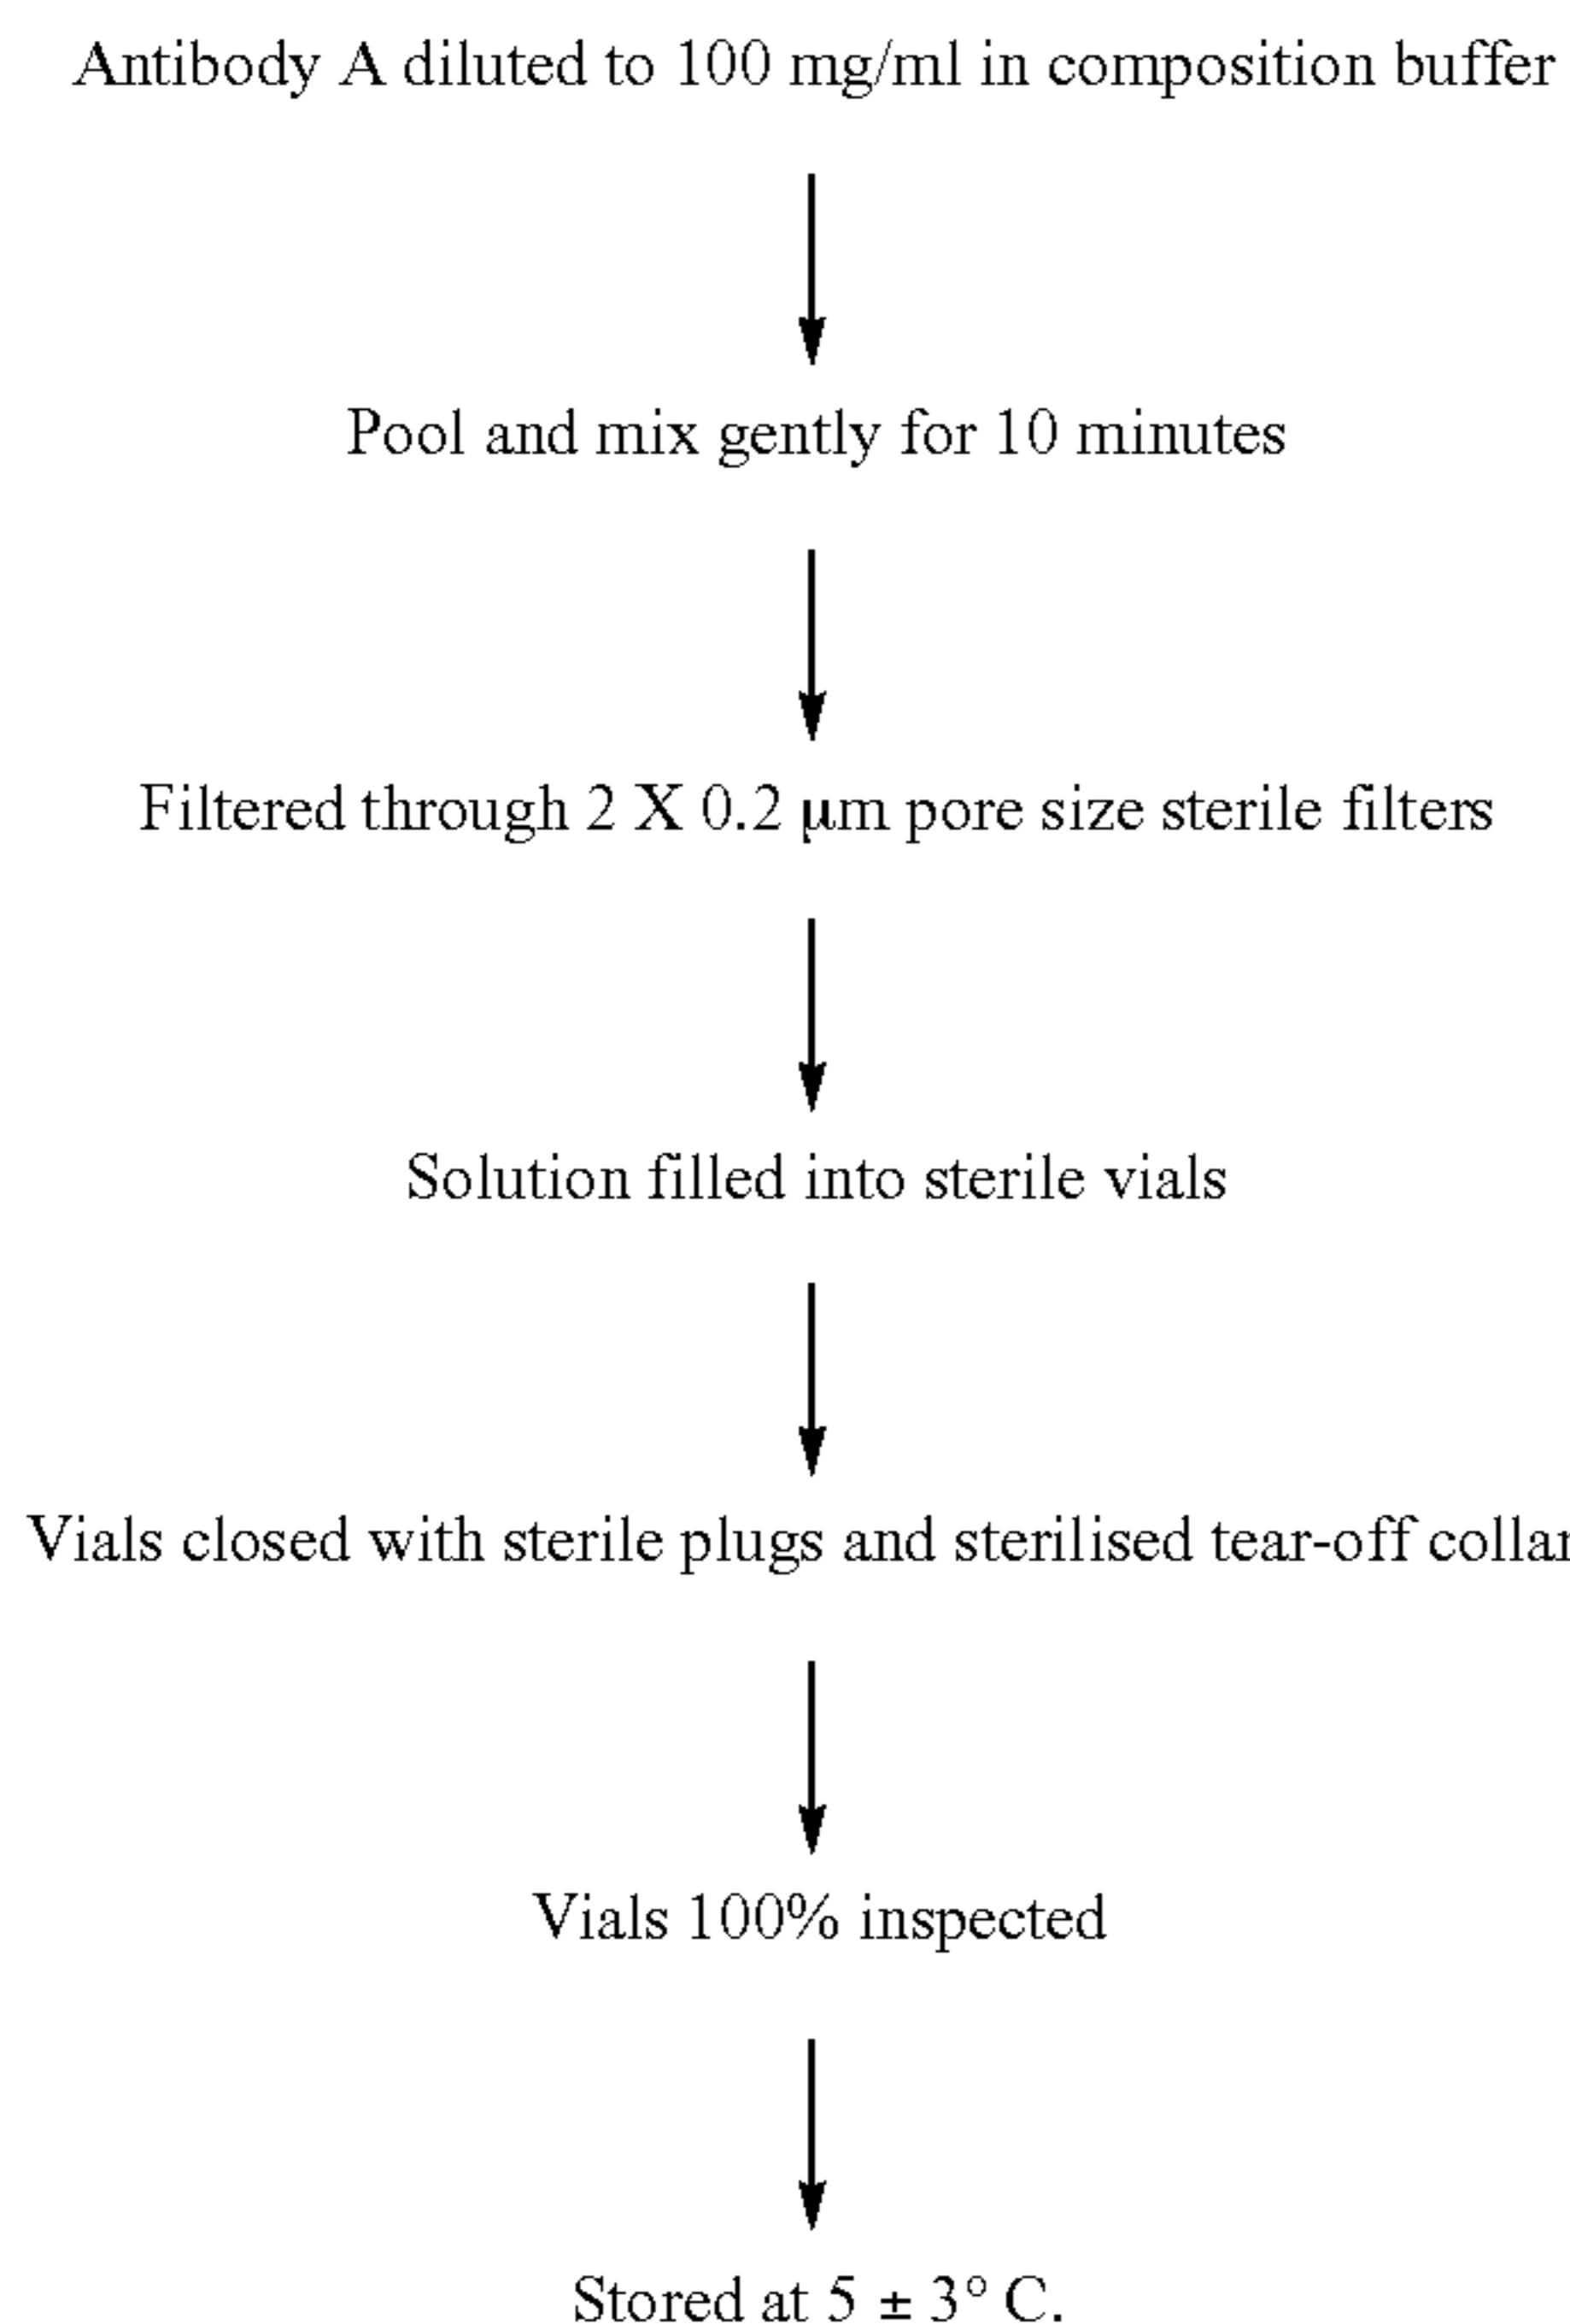 Antibody A diluted to 100 mg/ml in composition buffer
Pool and mix gently for 10 minutes
Filtered through 2 X 0.2 μm pore size sterile filters
Solution filled into sterile vials
Vials closed with sterile plugs and sterilised tear-off collar
Vials 100% inspected
Stored at 5 ± 3° C.